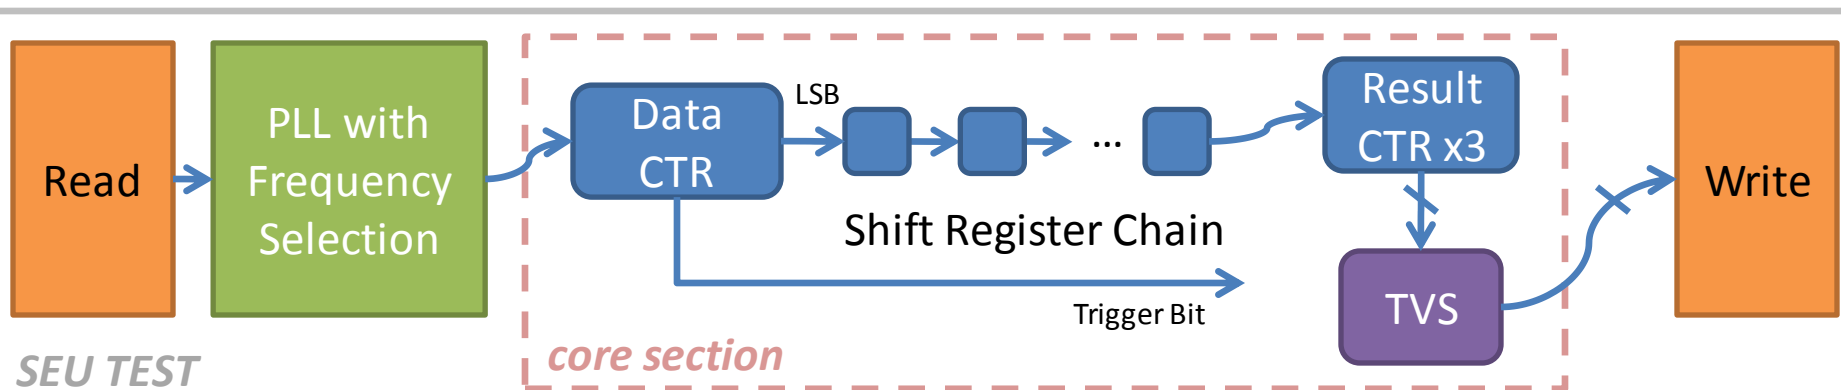 Read
PLL with
Frequency
Selection
Data
CTR
LSB
...
Result
CTR x3
Shift Register Chain
Trigger Bit
TVS
Write
SEU TEST
core section